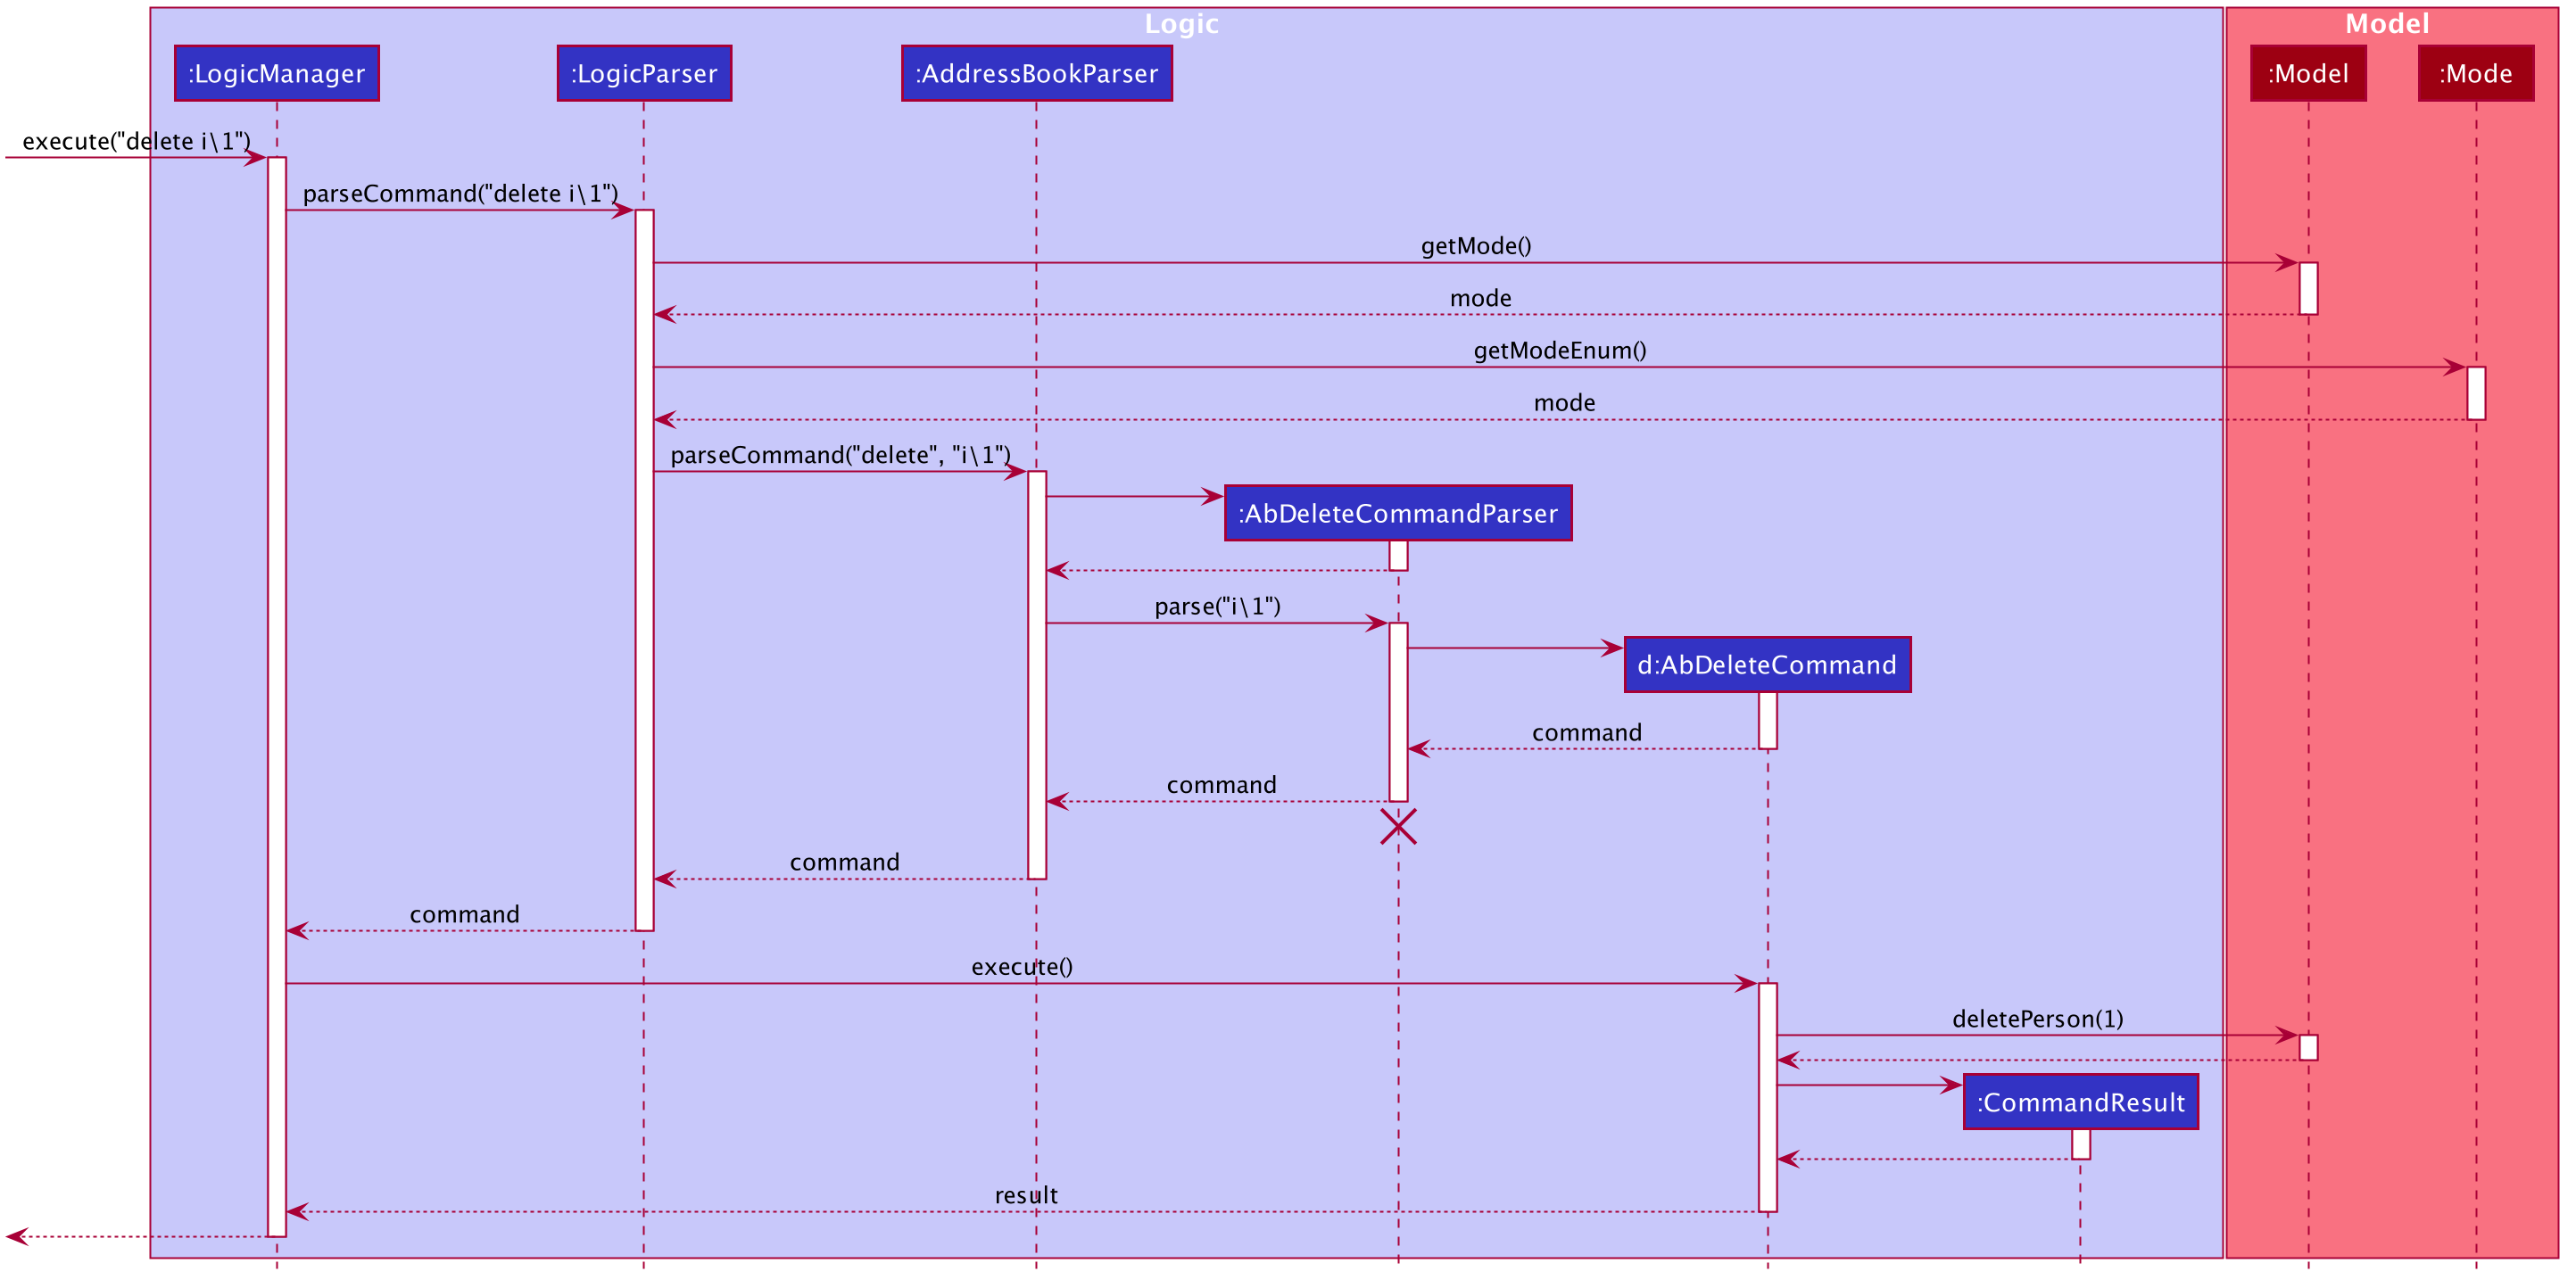 Logic
Model
:LogicManager
:LogicParser
:AddressBookParser
:Model
:Mode
execute("delete i\1")
parseCommand("delete i\1")
getMode()
mode
getModeEnum()
mode
parseCommand("delete", "i\1")
:AbDeleteCommandParser
parse("i\1")
d:AbDeleteCommand
command
command
command
command
execute()
deletePerson(1)
:CommandResult
result